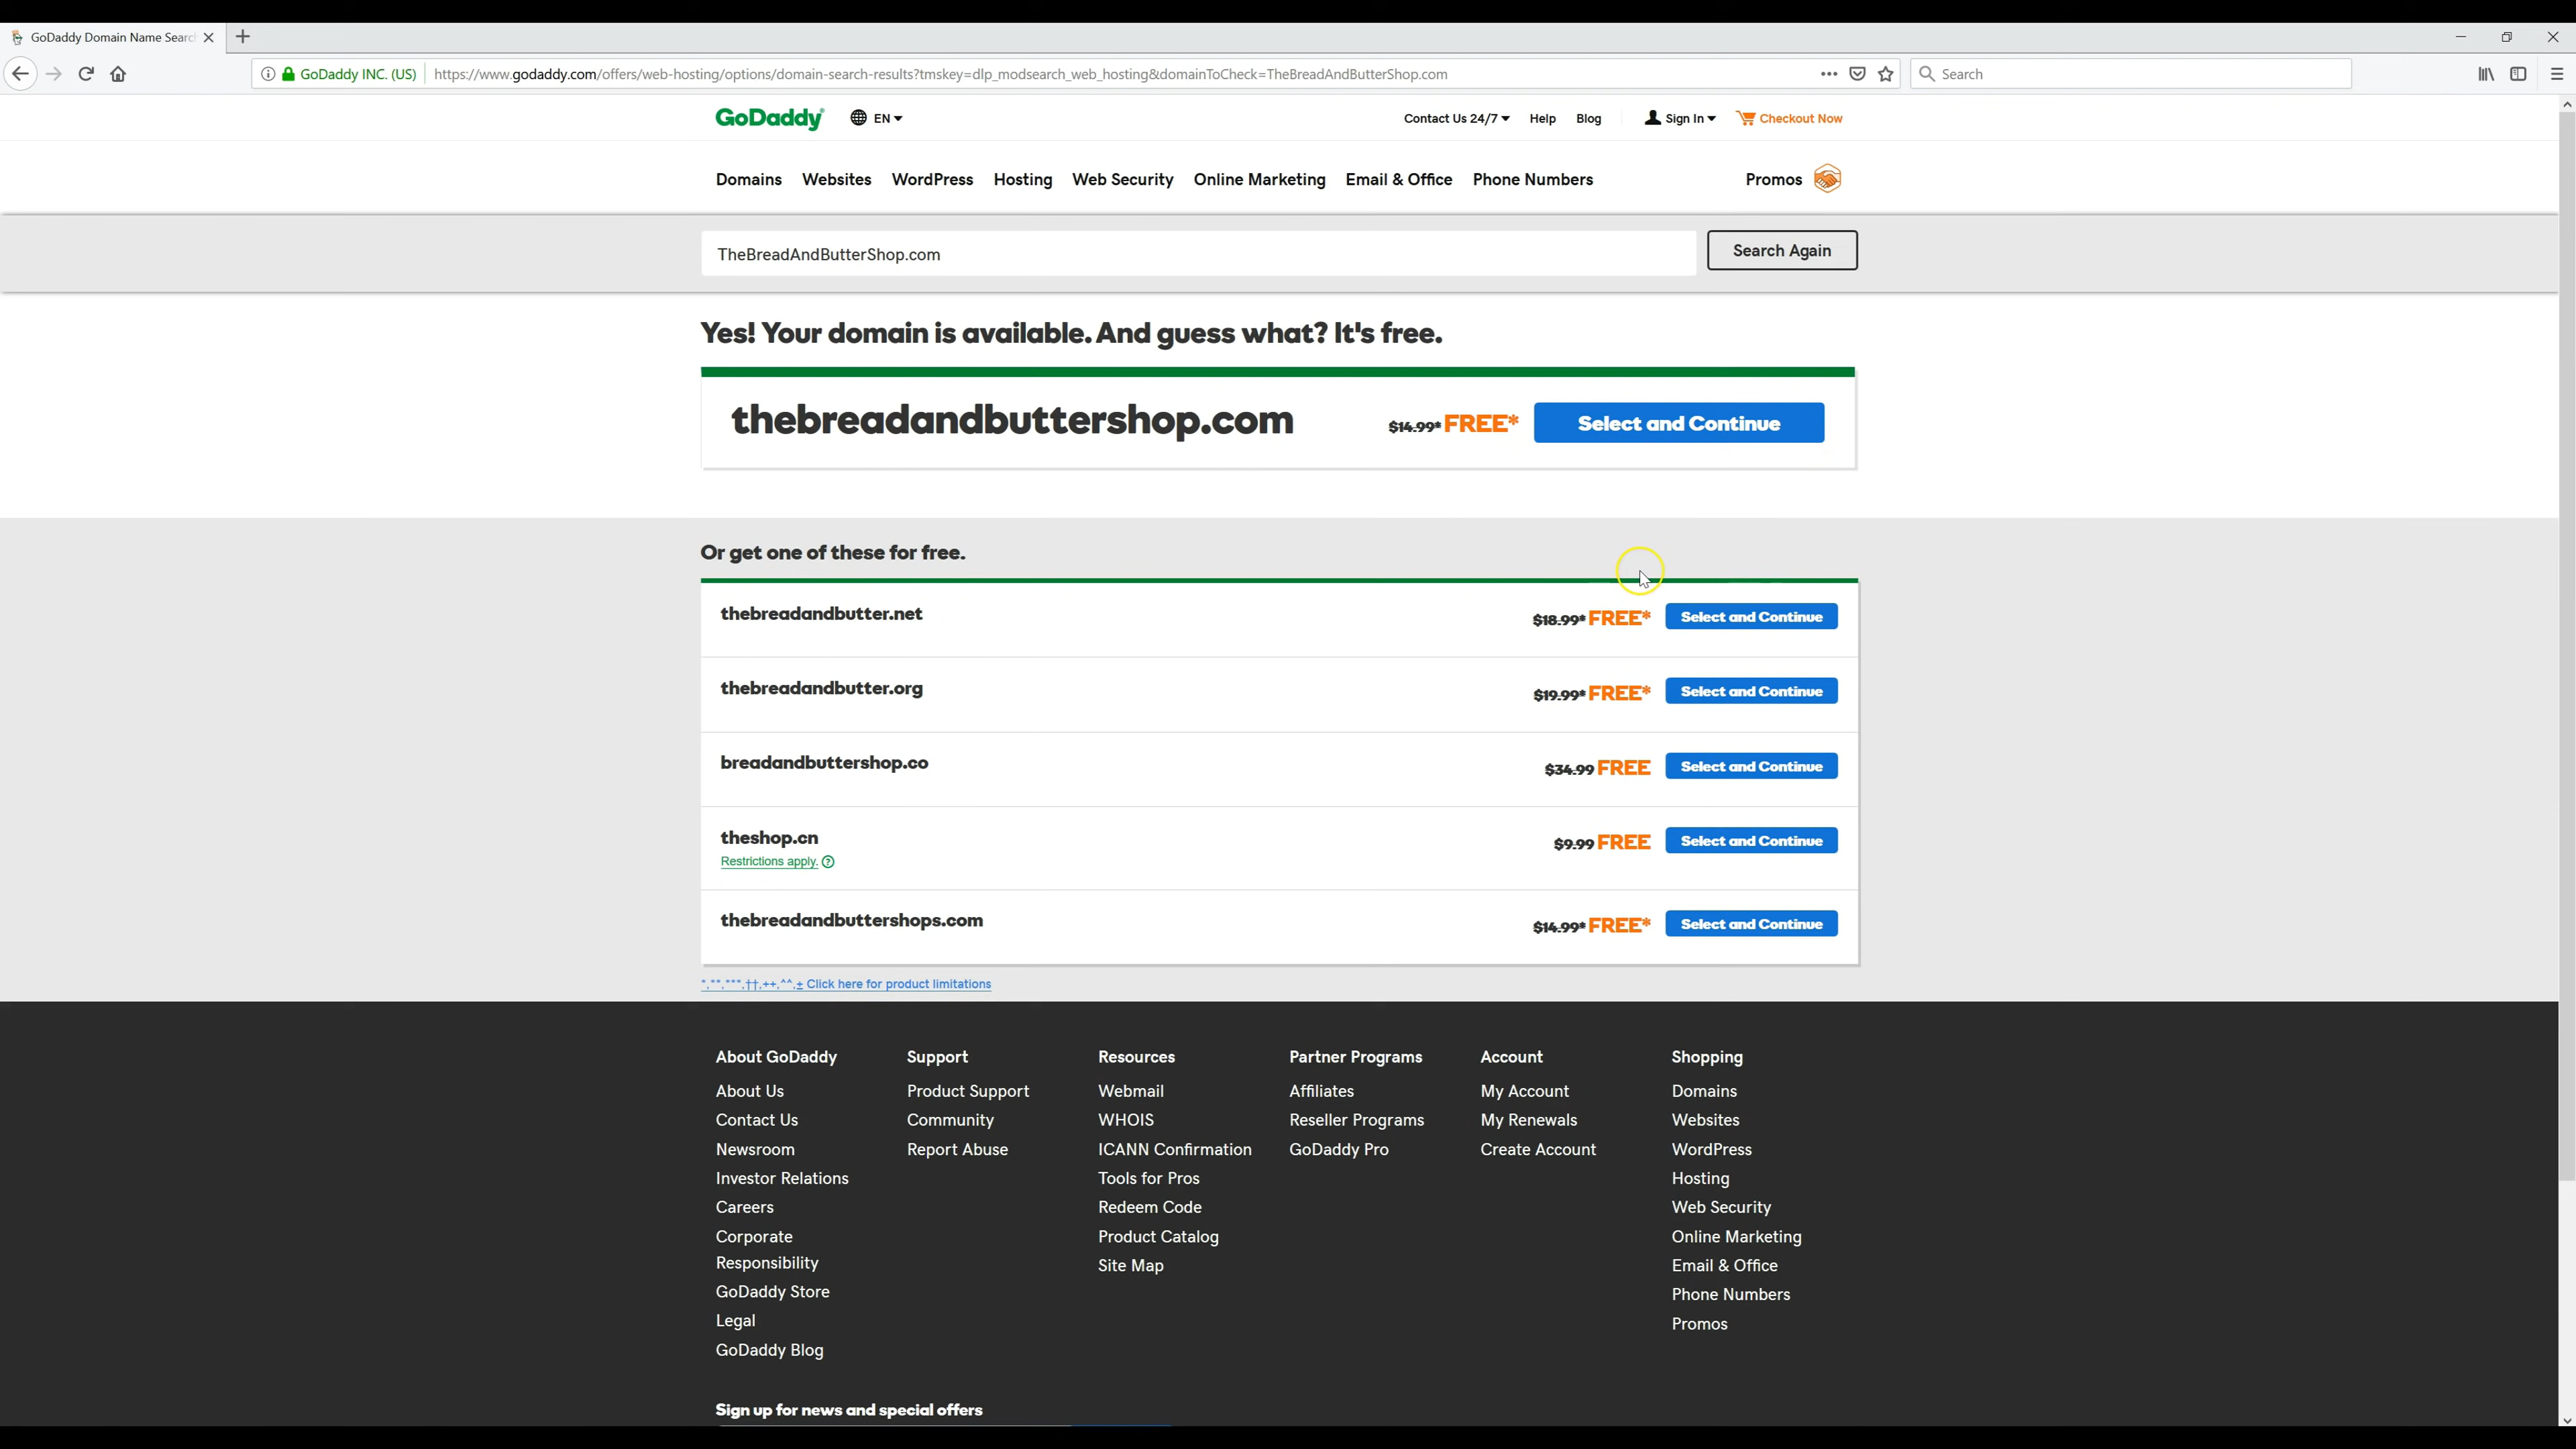 GoDaddy Domain Name Searc
GoDaddy INC. (US) https://www.godaddy.com/offers/web-hosting/options/domain-search-results?tmskey=dlp_modsearch_web_hosting&domainToCheck=TheBreadAndButterShop.com Search
GoDaddy EN Contact Us 24/7 Help Blog Sign In Checkout Now
Domains Websites WordPress Hosting Web Security Online Marketing Email & Office Phone Numbers Promos
TheBreadAndButterShop.com Search Again
Yes! Your domain is available. And guess what? It's free.
thebreadandbuttershop.com $14.99* FREE* Select and Continue
Or get one of these for free.
thebreadandbutter.net $18.99* FREE* Select and Continue
thebreadandbutter.org $19.99* FREE* Select and Continue
breadandbuttershop.co $34.99 FREE Select and Continue
theshop.cn $9.99 FREE Select and Continue
Restrictions apply. ?
thebreadandbuttershops.com $14.99* FREE* Select and Continue
*,**,***,††,++,^^,± Click here for product limitations
About GoDaddy Support Resources Partner Programs Account Shopping
About Us Product Support Webmail Affiliates My Account Domains
Contact Us Community WHOIS Reseller Programs My Renewals Websites
Newsroom Report Abuse ICANN Confirmation GoDaddy Pro Create Account WordPress
Investor Relations Tools for Pros Hosting
Careers Redeem Code Web Security
Corporate Product Catalog Online Marketing
Responsibility Site Map Email & Office
GoDaddy Store Phone Numbers
Legal Promos
GoDaddy Blog
Sign up for news and special offers